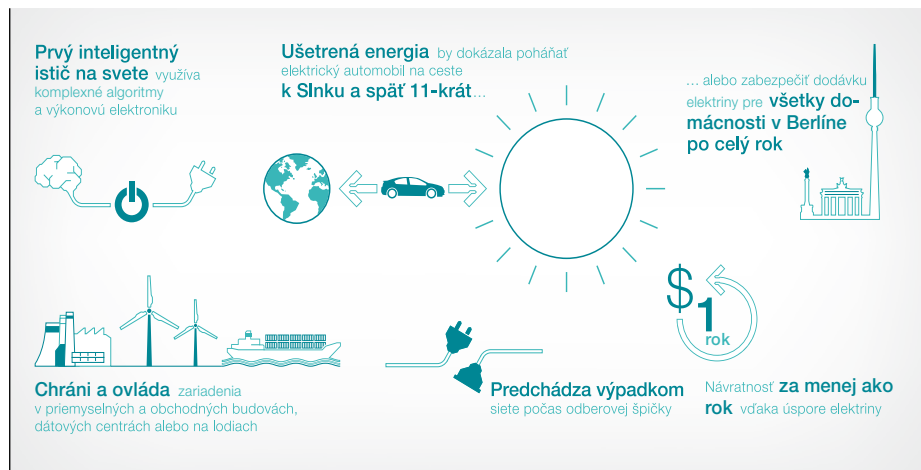 Prvý inteligentný
istič na svete využíva
komplexné algoritmy
a výkonovú elektroniku
Ušetrená energia by dokázala poháňať
elektrický automobil na ceste
k Slnku a späť 11-krát...
... alebo zabezpečiť dodávku
elektriny pre všetky do-
mácnosti v Berlíne
po celý rok
$
1
rok
Chráni a ovláda zariadenia
v priemyselných a obchodných budovách,
dátových centrách alebo na lodiach
Predchádza výpadkom
siete počas odberovej špičky
Návratnosť za menej ako
rok vďaka úspore elektriny